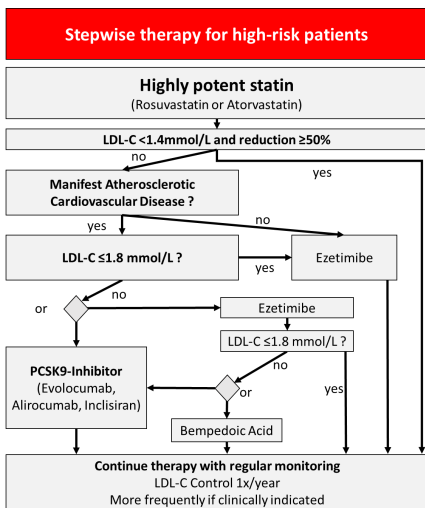 Stepwise therapy for high-risk patients
Highly potent statin
(Rosuvastatin or Atorvastatin)
LDL-C <1.4mmol/L and reduction ≥50%
no
yes
Manifest Atherosclerotic
Cardiovascular Disease ?
yes
no
LDL-C ≤1.8 mmol/L ?
yes
Ezetimibe
no
or
Ezetimibe
LDL-C ≤1.8 mmol/L ?
no
yes
PCSK9-Inhibitor
(Evolocumab,
Alirocumab, Inclisiran)
or
Bempedoic Acid
Continue therapy with regular monitoring
LDL-C Control 1x/year
More frequently if clinically indicated